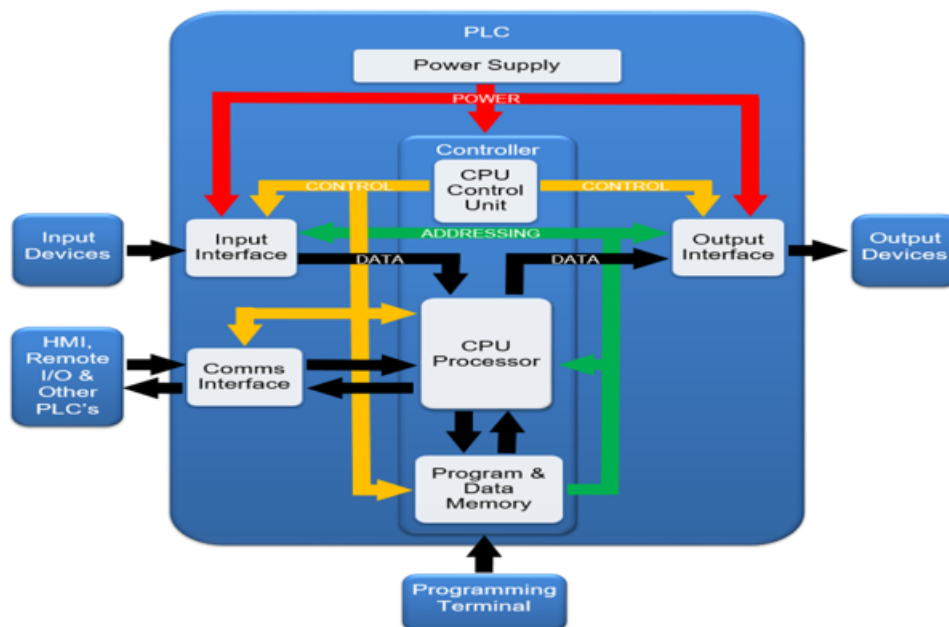 PLC
Power Supply
POWER
Controller
CPU
Control
Unit
CONTROL
CONTROL
Input
Devices
Input
Interface
ADDRESSING
Output
Interface
Output
Devices
DATA
DATA
HMI,
Remote
I/O &
Other
PLC's
Comms
Interface
CPU
Processor
Program &
Data
Memory
Programming
Terminal